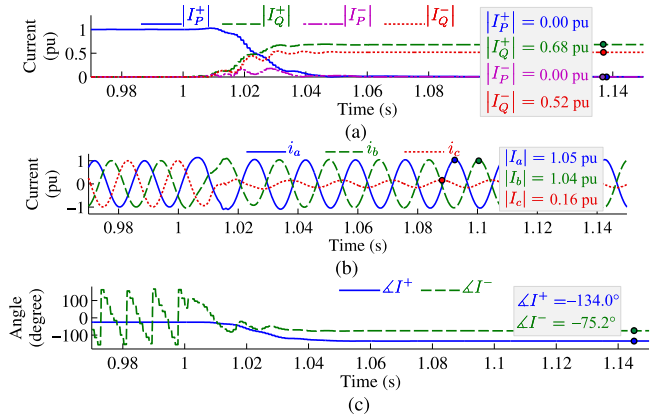 |I_P^+| |I_Q^+| |I_P^-| |I_Q^-|
Current (pu)
1
0.5
0
|I_P^+| = 0.00 pu
|I_Q^+| = 0.68 pu
|I_P^-| = 0.00 pu
|I_Q^-| = 0.52 pu
0.98 1 1.02 1.04 1.06 1.08 1.14
Time (s)
(a)
i_a i_b i_c
Current (pu)
1
0
−1
|I_a| = 1.05 pu
|I_b| = 1.04 pu
|I_c| = 0.16 pu
0.98 1 1.02 1.04 1.06 1.08 1.1 1.12 1.14
Time (s)
(b)
∡I^+ ∡I^-
Angle (degree)
100
0
−100
∡I^+ =−134.0°
∡I^- = −75.2°
0.98 1 1.02 1.04 1.06 1.08 1.1 1.12 1.14
Time (s)
(c)